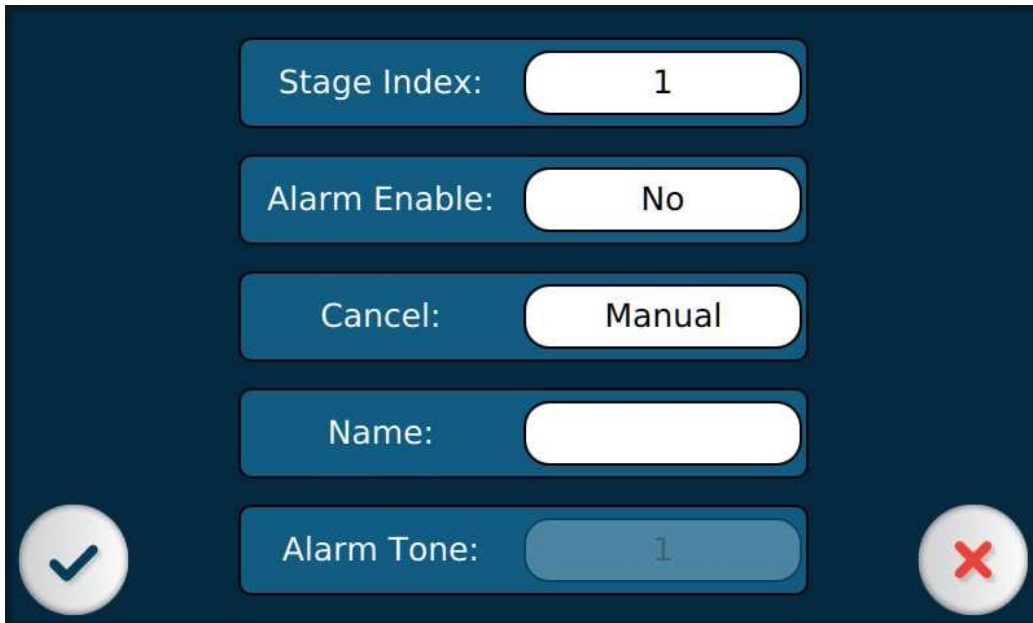 Stage Index: 1
Alarm Enable: No
Cancel: Manual
Name:
Alarm Tone: 1